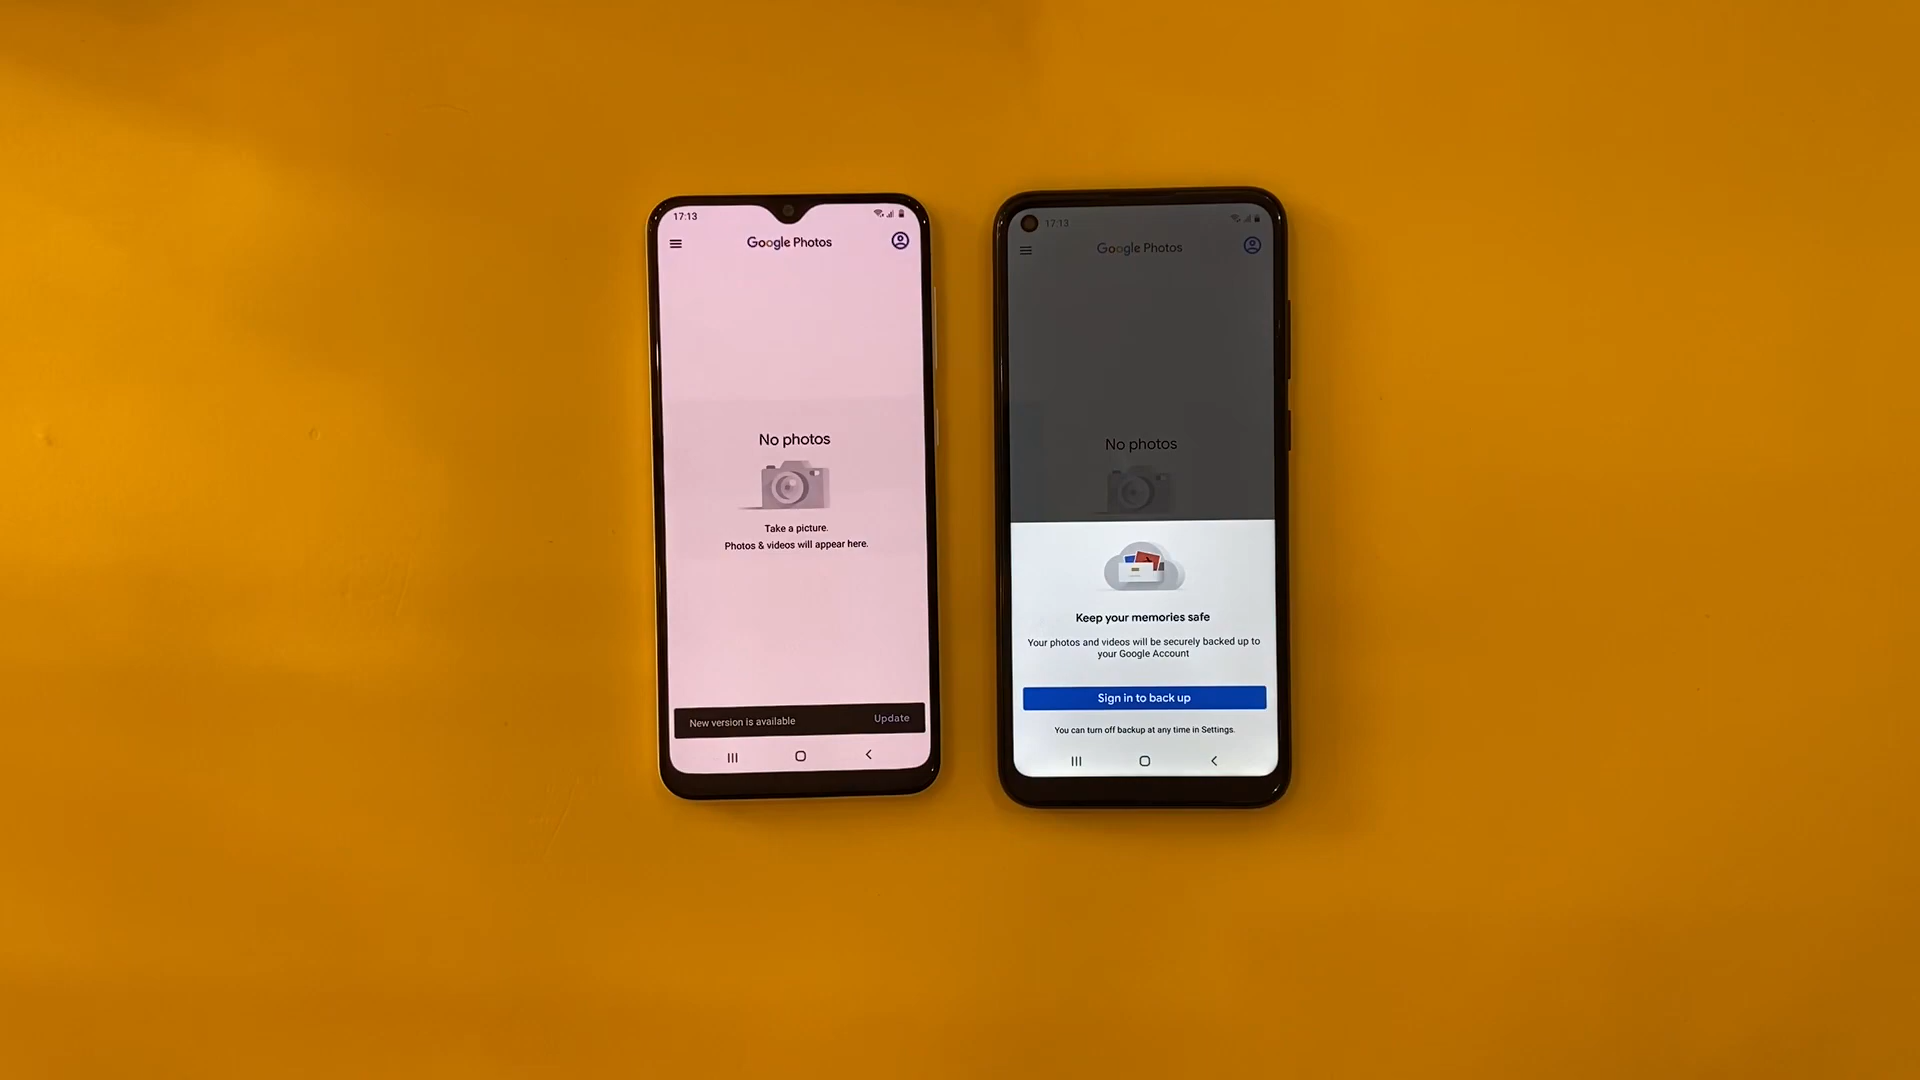 17:13
Google Photos
No photos
Take a picture.
Photos & videos will appear here.
New version is available
Update
17:13
Google Photos
No photos
Keep your memories safe
Your photos and videos will be securely backed up to
your Google Account
Sign in to back up
You can turn off backup at any time in Settings.